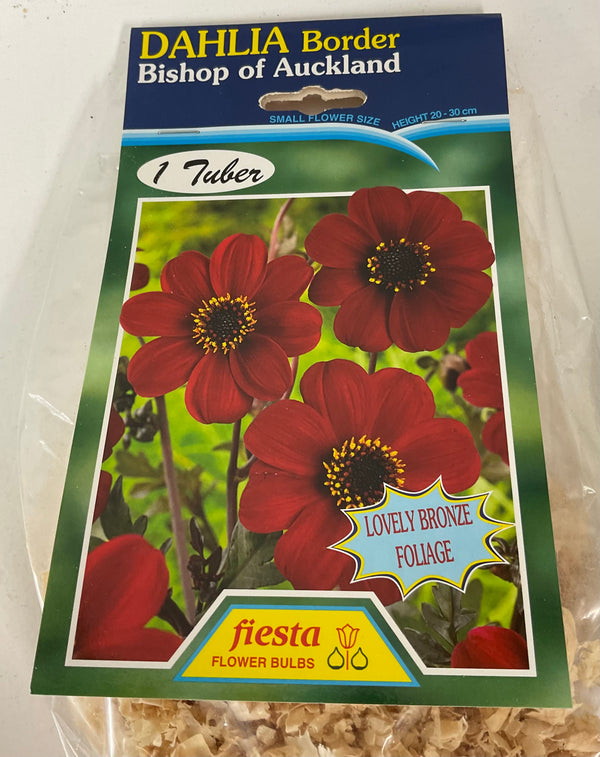 DAHLIA Border
Bishop of Auckland
SMALL FLOWER SIZE
HEIGHT 20 - 30 cm
1 Tuber
LOVELY BRONZE
FOLIAGE
fiesta
FLOWER BULBS